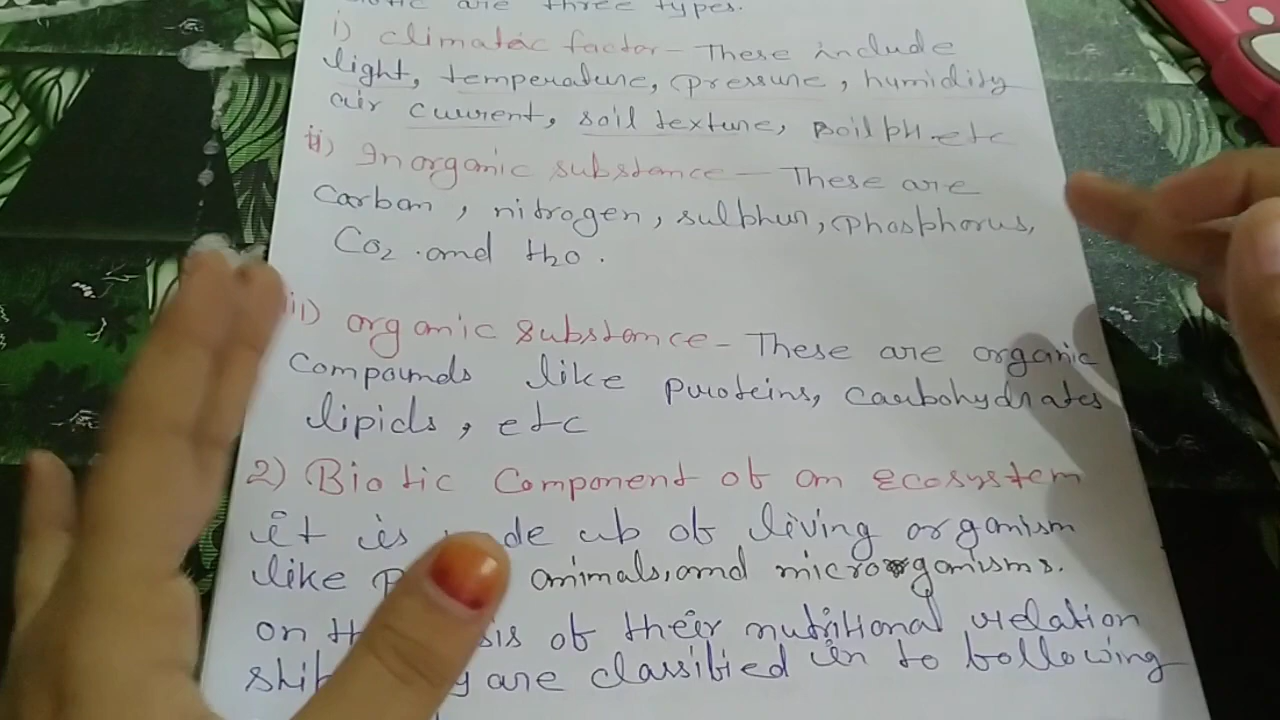 are three types.
i) climatic factor - These include
light, temperature, pressure, humidity
air current, soil texture, soil pH etc
ii) Inorganic substance - These are
Carbon, nitrogen, sulphur, phosphorus,
CO2 and H2O.
iii) organic substance - These are organic
Compounds like proteins, carbohydrates
lipids, etc
2) Biotic Component of an Ecosystem
it is up of living organism
like animals, and microorganisms.
on of their nutritional relation
are classified in to following